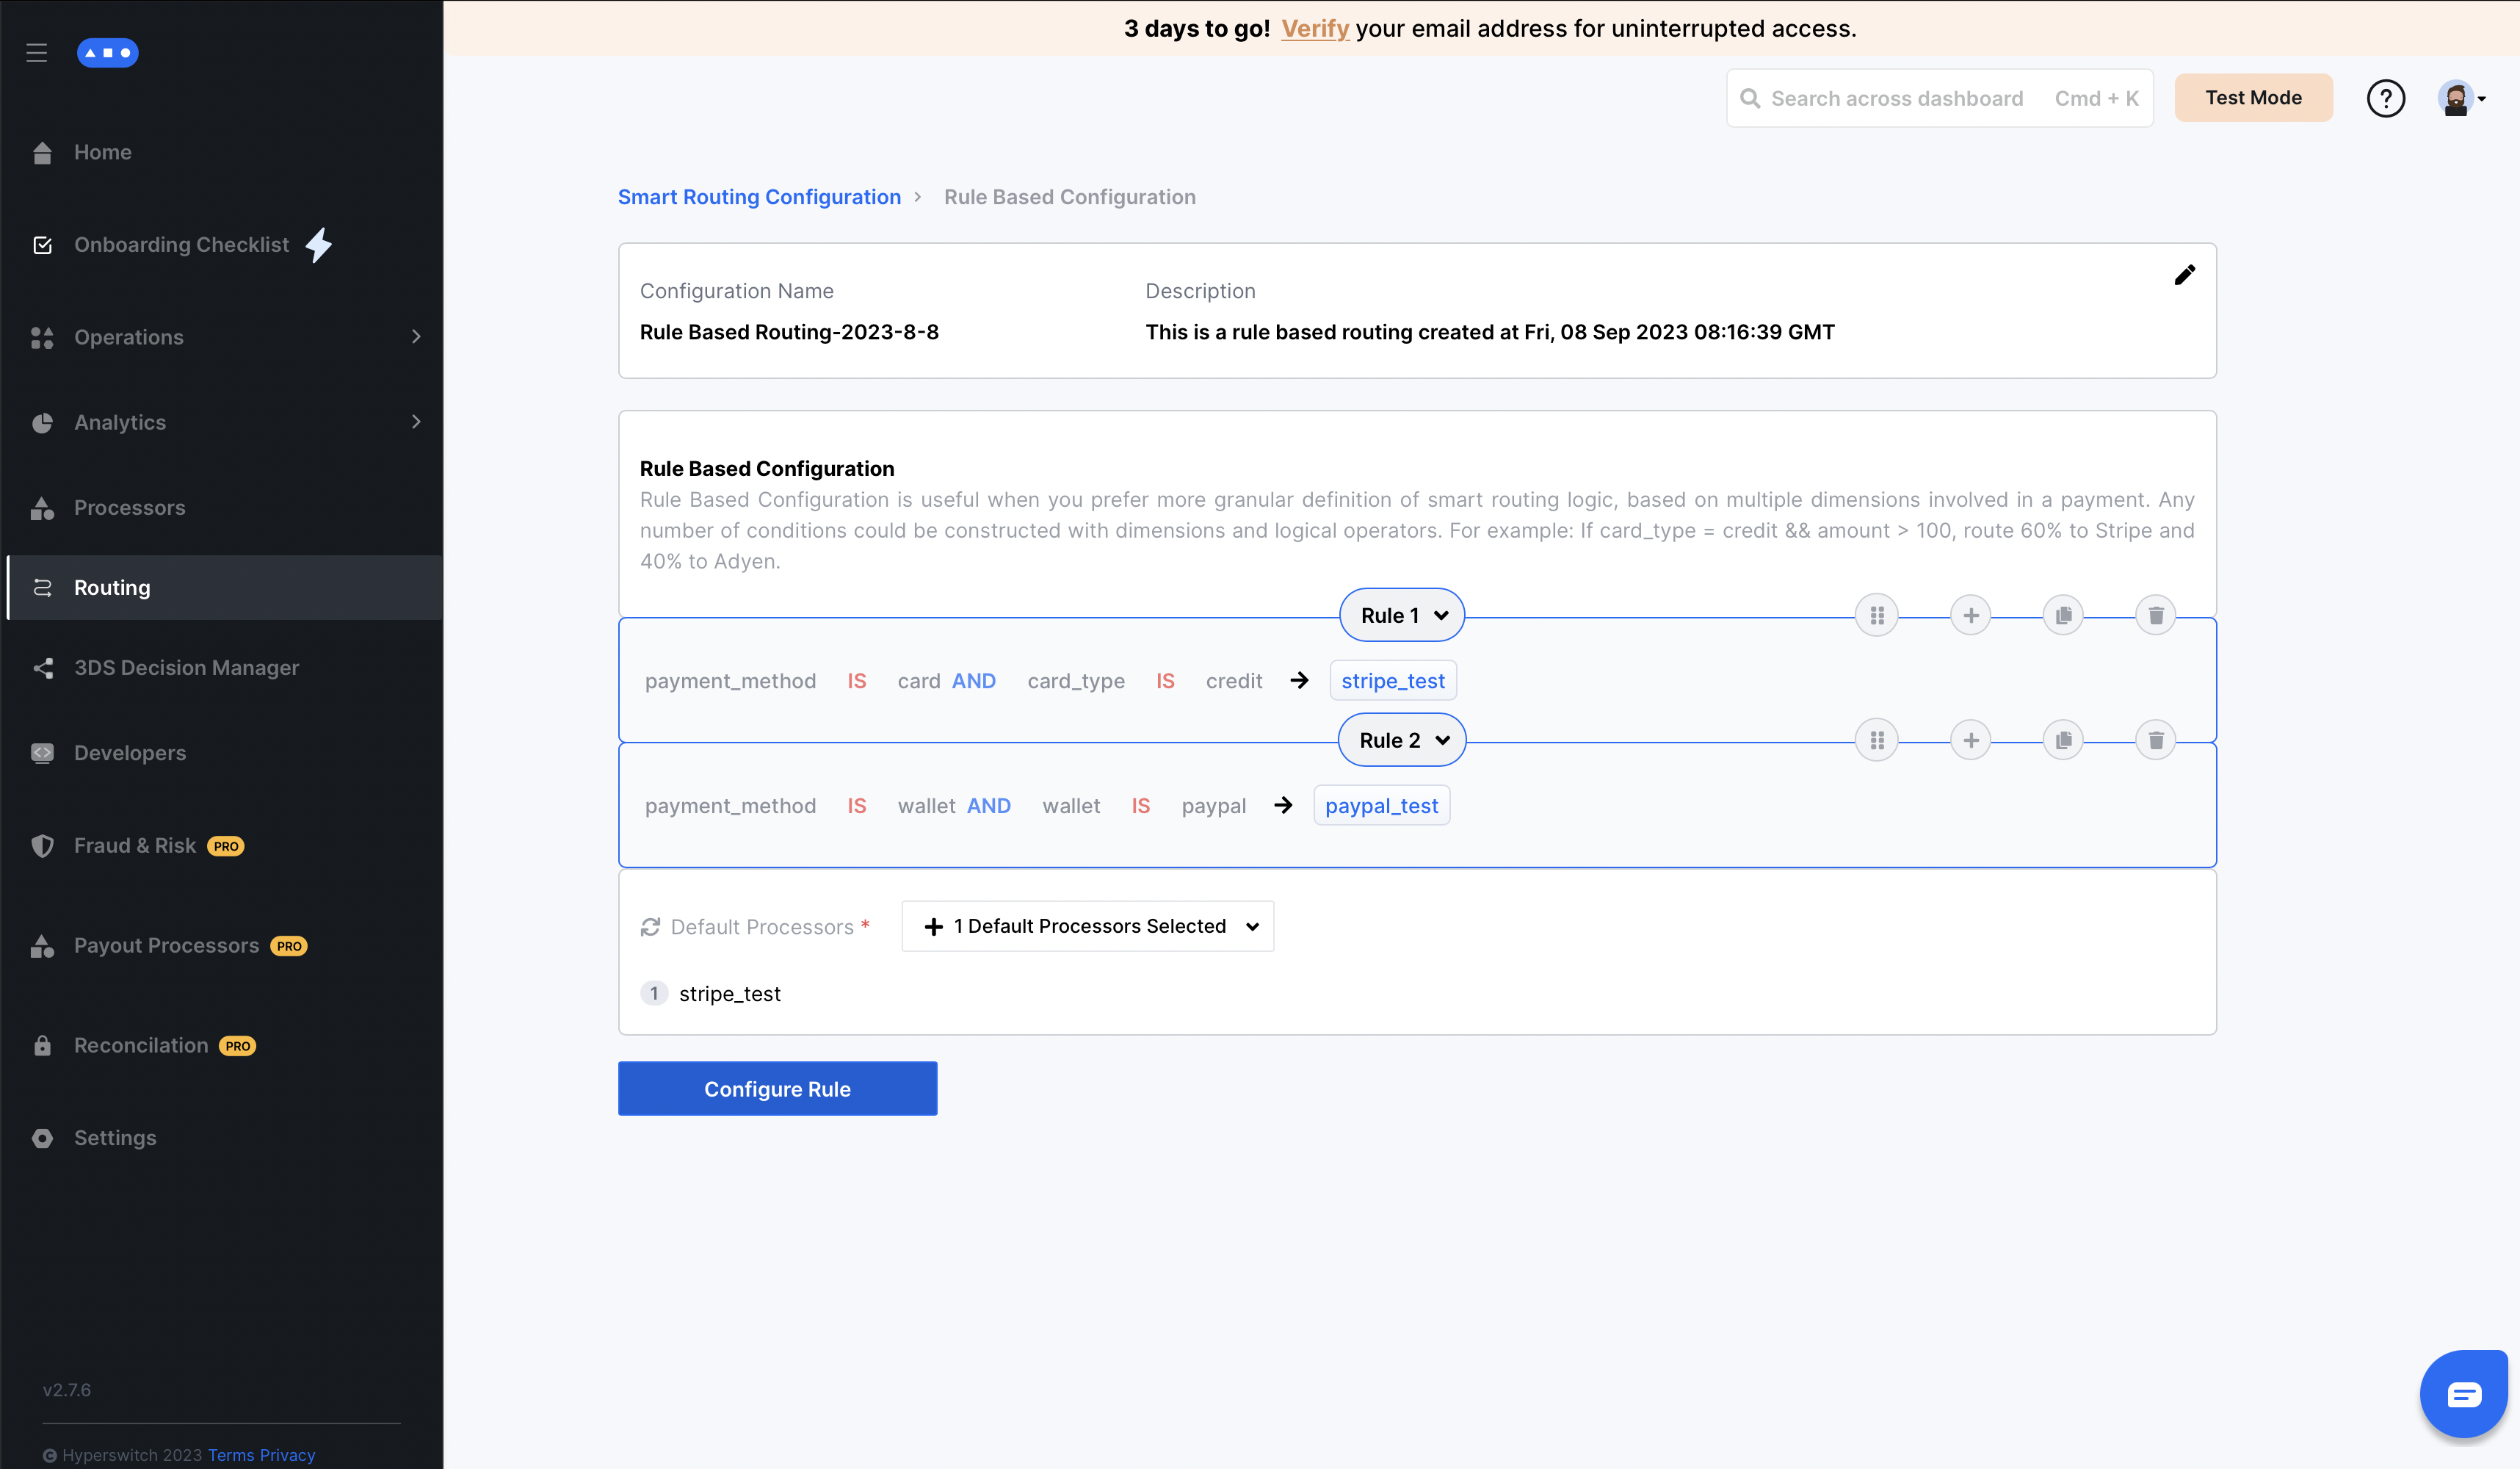 3 days to go! Verify your email address for uninterrupted access.
Search across dashboard Cmd + K
Test Mode
?
Home
Onboarding Checklist
Operations
Analytics
Processors
Routing
3DS Decision Manager
Developers
Fraud & Risk PRO
Payout Processors PRO
Reconcilation PRO
Settings
v2.7.6
© Hyperswitch 2023 Terms Privacy
Smart Routing Configuration > Rule Based Configuration
Configuration Name Description
Rule Based Routing-2023-8-8 This is a rule based routing created at Fri, 08 Sep 2023 08:16:39 GMT
Rule Based Configuration
Rule Based Configuration is useful when you prefer more granular definition of smart routing logic, based on multiple dimensions involved in a payment. Any
number of conditions could be constructed with dimensions and logical operators. For example: If card_type = credit && amount > 100, route 60% to Stripe and
40% to Adyen.
Rule 1
payment_method IS card AND card_type IS credit → stripe_test
Rule 2
payment_method IS wallet AND wallet IS paypal → paypal_test
Default Processors * + 1 Default Processors Selected
1 stripe_test
Configure Rule